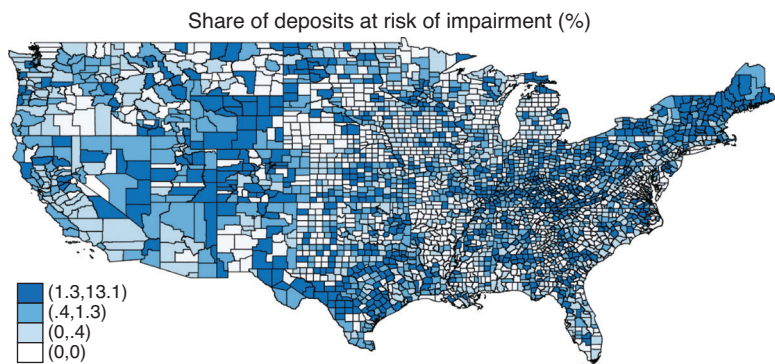 Share of deposits at risk of impairment (%)
(1.3,13.1)
(.4,1.3)
(0,.4)
(0,0)